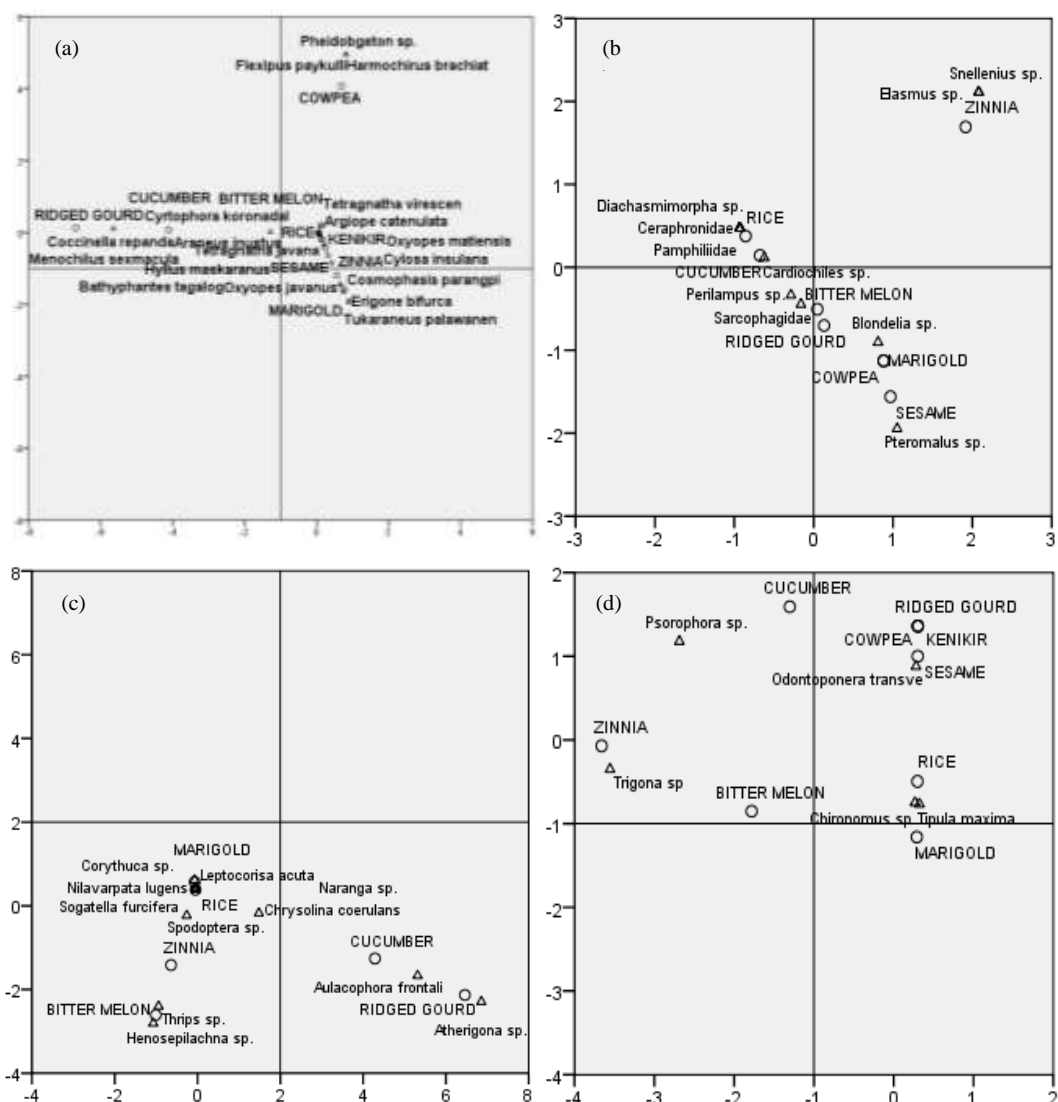 (a)
Pheidobgetan sp.
Flexipus paykulli Harmochirus brachiat
COWPEA
CUCUMBER BITTER MELON
Tetragnatha virescen
RIDGED GOURD Cyrtophora koronadal
Argiope catenulata
RICE
KENIKIR Oxyopes matiensis
Coccinella repanda Araneus inustus
Tetragnatha javana
Menochilus sexmacula
ZINNIA Cylosa insulana
Hyllus maskaranus SESAME
Cosmophasis parangpi
Bathyphantes tagalog Oxyopes javanus
Erigone bifurca
MARIGOLD
Tukaraneus palawanen
(b
3
2
1
0
-1
-2
-3
Snellenius sp.
Elasmus sp.
ZINNIA
Diachasmimorpha sp.
RICE
Ceraphronidae
Pamphiliidae
CUCUMBER Cardiochiles sp.
Perilampus sp. BITTER MELON
Sarcophagidae
Blondelia sp.
RIDGED GOURD
MARIGOLD
COWPEA
SESAME
Pteromalus sp.
-3 -2 -1 0 1 2 3
(c)
8
6
4
2
0
-2
-4
MARIGOLD
Corythuca sp.
Leptocorisa acuta
Nilavarpata lugens
Naranga sp.
Sogatella furcifera
RICE
Chrysolina coerulans
Spodoptera sp.
ZINNIA
CUCUMBER
Aulacophora frontali
BITTER MELON
Thrips sp.
RIDGED GOURD
Henosepilachna sp.
Atherigona sp.
-4 -2 0 2 4 6 8
(d)
2
1
0
-1
-2
-3
-4
CUCUMBER
RIDGED GOURD
Psorophora sp.
COWPEA KENIKIR
SESAME
Odontoponera transve
ZINNIA
RICE
Trigona sp
BITTER MELON
Chironomus sp Tipula maxima
MARIGOLD
-4 -3 -2 -1 0 1 2